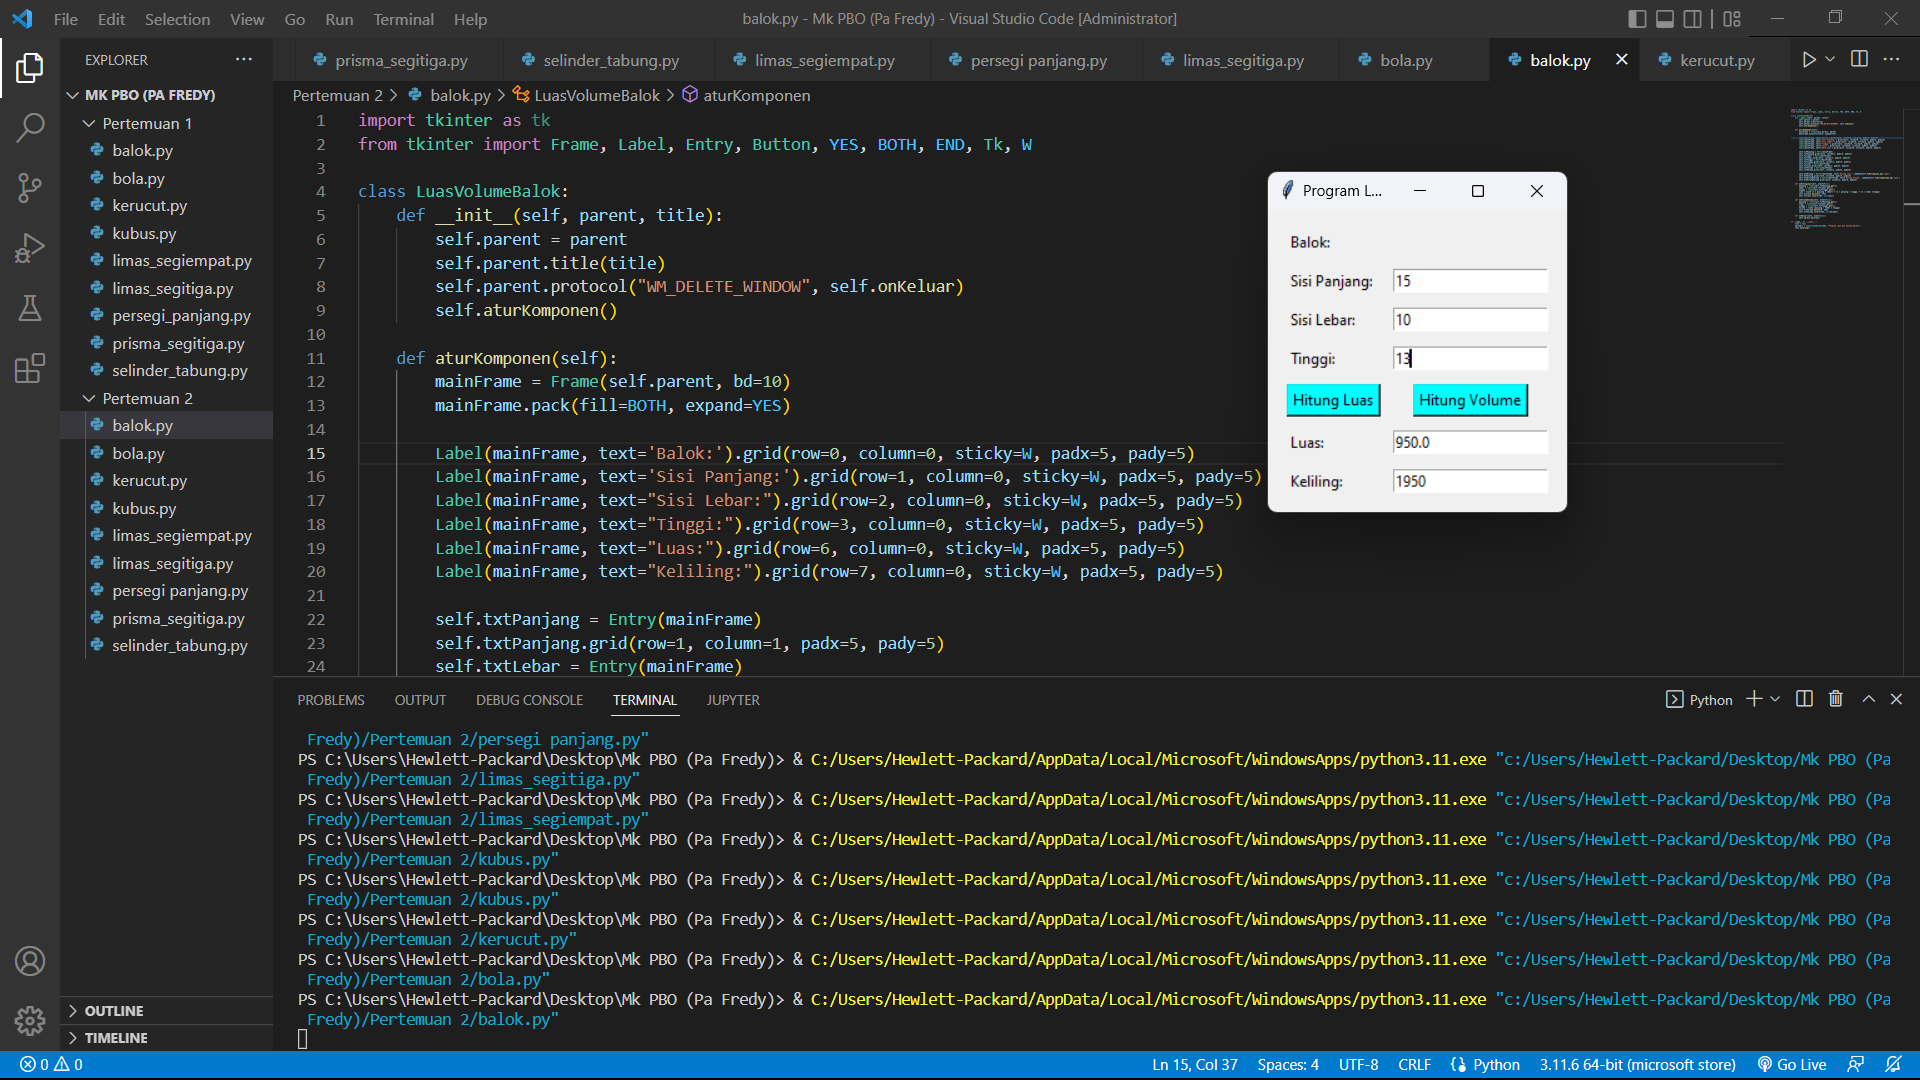 File Edit Selection View Go Run Terminal Help
balok.py - Mk PBO (Pa Fredy) - Visual Studio Code [Administrator]
EXPLORER ···
MK PBO (PA FREDY)
Pertemuan 1
balok.py
bola.py
kerucut.py
kubus.py
limas_segiempat.py
limas_segitiga.py
persegi_panjang.py
prisma_segitiga.py
selinder_tabung.py
Pertemuan 2
balok.py
bola.py
kerucut.py
kubus.py
limas_segiempat.py
limas_segitiga.py
persegi panjang.py
prisma_segitiga.py
selinder_tabung.py
OUTLINE
TIMELINE
prisma_segitiga.py selinder_tabung.py limas_segiempat.py persegi panjang.py limas_segitiga.py bola.py balok.py kerucut.py
Pertemuan 2 > balok.py > LuasVolumeBalok > aturKomponen
1 import tkinter as tk
2 from tkinter import Frame, Label, Entry, Button, YES, BOTH, END, Tk, W
3
4 class LuasVolumeBalok:
5 def __init__(self, parent, title):
6 self.parent = parent
7 self.parent.title(title)
8 self.parent.protocol("WM_DELETE_WINDOW", self.onKeluar)
9 self.aturKomponen()
10
11 def aturKomponen(self):
12 mainFrame = Frame(self.parent, bd=10)
13 mainFrame.pack(fill=BOTH, expand=YES)
14
15 Label(mainFrame, text='Balok:').grid(row=0, column=0, sticky=W, padx=5, pady=5)
16 Label(mainFrame, text='Sisi Panjang:').grid(row=1, column=0, sticky=W, padx=5, pady=5)
17 Label(mainFrame, text="Sisi Lebar:").grid(row=2, column=0, sticky=W, padx=5, pady=5)
18 Label(mainFrame, text="Tinggi:").grid(row=3, column=0, sticky=W, padx=5, pady=5)
19 Label(mainFrame, text="Luas:").grid(row=6, column=0, sticky=W, padx=5, pady=5)
20 Label(mainFrame, text="Keliling:").grid(row=7, column=0, sticky=W, padx=5, pady=5)
21
22 self.txtPanjang = Entry(mainFrame)
23 self.txtPanjang.grid(row=1, column=1, padx=5, pady=5)
24 self.txtLebar = Entry(mainFrame)
Program L...
Balok:
Sisi Panjang: 15
Sisi Lebar: 10
Tinggi: 13
Hitung Luas Hitung Volume
Luas: 950.0
Keliling: 1950
PROBLEMS OUTPUT DEBUG CONSOLE TERMINAL JUPYTER
Python
Fredy)/Pertemuan 2/persegi panjang.py"
PS C:\Users\Hewlett-Packard\Desktop\Mk PBO (Pa Fredy)> & C:/Users/Hewlett-Packard/AppData/Local/Microsoft/WindowsApps/python3.11.exe "c:/Users/Hewlett-Packard/Desktop/Mk PBO (Pa
Fredy)/Pertemuan 2/limas_segitiga.py"
PS C:\Users\Hewlett-Packard\Desktop\Mk PBO (Pa Fredy)> & C:/Users/Hewlett-Packard/AppData/Local/Microsoft/WindowsApps/python3.11.exe "c:/Users/Hewlett-Packard/Desktop/Mk PBO (Pa
Fredy)/Pertemuan 2/limas_segiempat.py"
PS C:\Users\Hewlett-Packard\Desktop\Mk PBO (Pa Fredy)> & C:/Users/Hewlett-Packard/AppData/Local/Microsoft/WindowsApps/python3.11.exe "c:/Users/Hewlett-Packard/Desktop/Mk PBO (Pa
Fredy)/Pertemuan 2/kubus.py"
PS C:\Users\Hewlett-Packard\Desktop\Mk PBO (Pa Fredy)> & C:/Users/Hewlett-Packard/AppData/Local/Microsoft/WindowsApps/python3.11.exe "c:/Users/Hewlett-Packard/Desktop/Mk PBO (Pa
Fredy)/Pertemuan 2/kubus.py"
PS C:\Users\Hewlett-Packard\Desktop\Mk PBO (Pa Fredy)> & C:/Users/Hewlett-Packard/AppData/Local/Microsoft/WindowsApps/python3.11.exe "c:/Users/Hewlett-Packard/Desktop/Mk PBO (Pa
Fredy)/Pertemuan 2/kerucut.py"
PS C:\Users\Hewlett-Packard\Desktop\Mk PBO (Pa Fredy)> & C:/Users/Hewlett-Packard/AppData/Local/Microsoft/WindowsApps/python3.11.exe "c:/Users/Hewlett-Packard/Desktop/Mk PBO (Pa
Fredy)/Pertemuan 2/bola.py"
PS C:\Users\Hewlett-Packard\Desktop\Mk PBO (Pa Fredy)> & C:/Users/Hewlett-Packard/AppData/Local/Microsoft/WindowsApps/python3.11.exe "c:/Users/Hewlett-Packard/Desktop/Mk PBO (Pa
Fredy)/Pertemuan 2/balok.py"
0 0 Ln 15, Col 37 Spaces: 4 UTF-8 CRLF Python 3.11.6 64-bit (microsoft store) Go Live